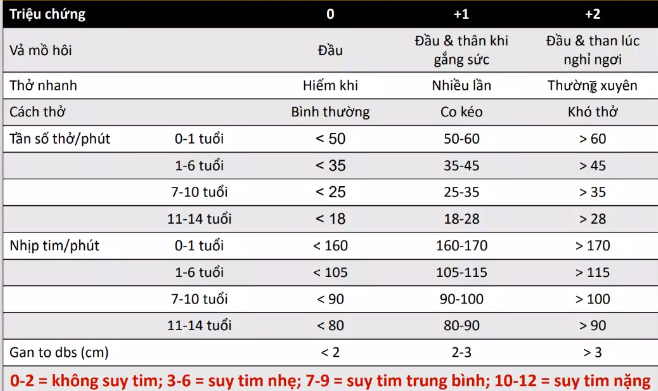 Triệu chứng 0 +1 +2
Vả mồ hôi Đầu Đầu & thân khi gắng sức Đầu & than lúc nghỉ ngơi
Thở nhanh Hiếm khi Nhiều lần Thường xuyên
Cách thở Bình thường Co kéo Khó thở
Tần số thở/phút 0-1 tuổi < 50 50-60 > 60
1-6 tuổi < 35 35-45 > 45
7-10 tuổi < 25 25-35 > 35
11-14 tuổi < 18 18-28 > 28
Nhịp tim/phút 0-1 tuổi < 160 160-170 > 170
1-6 tuổi < 105 105-115 > 115
7-10 tuổi < 90 90-100 > 100
11-14 tuổi < 80 80-90 > 90
Gan to dbs (cm) < 2 2-3 > 3
0-2 = không suy tim; 3-6 = suy tim nhẹ; 7-9 = suy tim trung bình; 10-12 = suy tim nặng